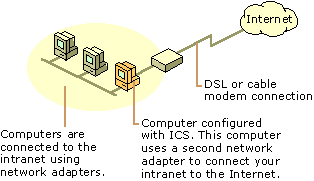 Internet
DSL or cable
modem connection
Computers are
connected to the
intranet using
network adapters.
Computer configured
with ICS. This computer
uses a second network
adapter to connect your
intranet to the Internet.